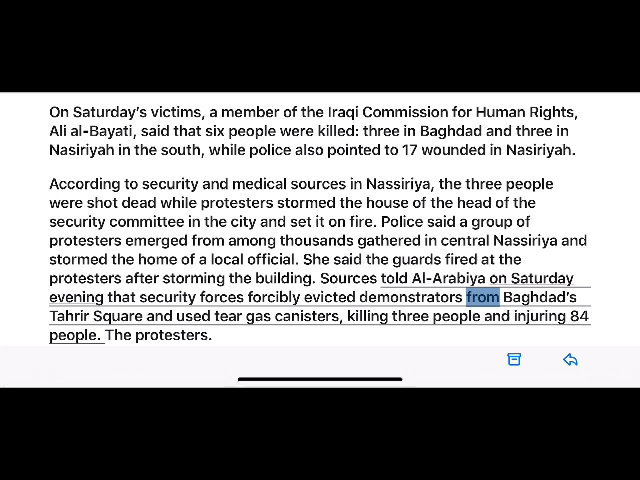 On Saturday's victims, a member of the Iraqi Commission for Human Rights,
Ali al-Bayati, said that six people were killed: three in Baghdad and three in
Nasiriyah in the south, while police also pointed to 17 wounded in Nasiriyah.
According to security and medical sources in Nassiriya, the three people
were shot dead while protesters stormed the house of the head of the
security committee in the city and set it on fire. Police said a group of
protesters emerged from among thousands gathered in central Nassiriya and
stormed the home of a local official. She said the guards fired at the
protesters after storming the building. Sources told Al-Arabiya on Saturday
evening that security forces forcibly evicted demonstrators from Baghdad's
Tahrir Square and used tear gas canisters, killing three people and injuring 84
people. The protesters.